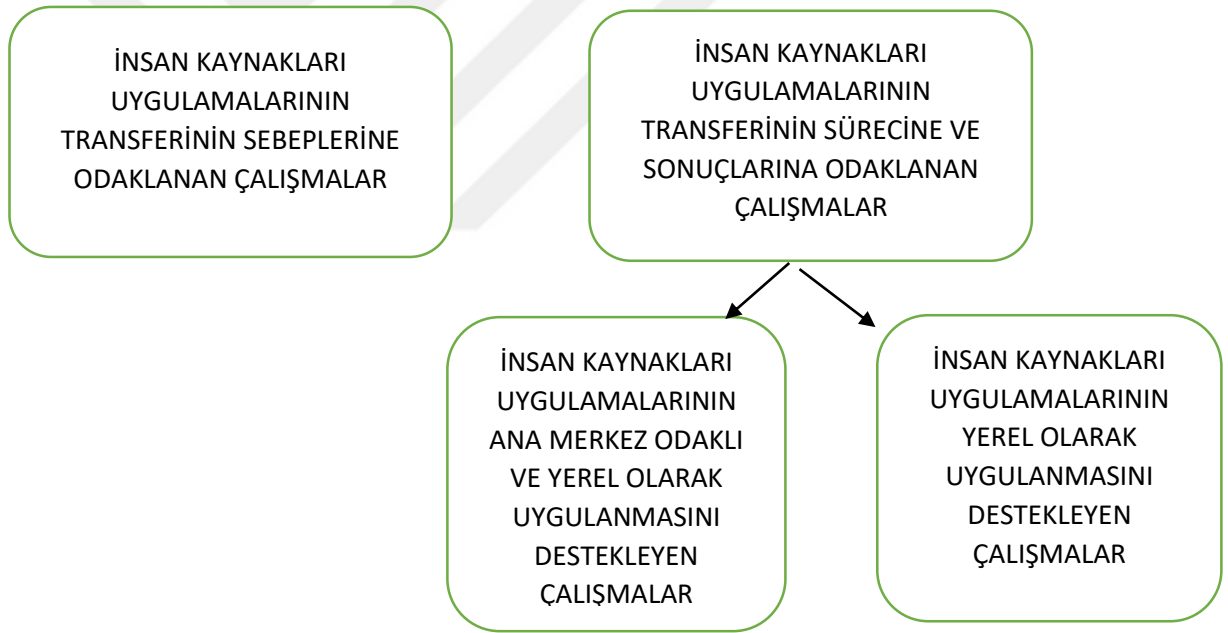 İNSAN KAYNAKLARI
UYGULAMALARININ
TRANSFERİNİN SEBEPLERİNE
ODAKLANAN ÇALIŞMALAR
İNSAN KAYNAKLARI
UYGULAMALARININ
TRANSFERİNİN SÜRECİNE VE
SONUÇLARINA ODAKLANAN
ÇALIŞMALAR
İNSAN KAYNAKLARI
UYGULAMALARININ
ANA MERKEZ ODAKLI
VE YEREL OLARAK
UYGULANMASINI
DESTEKLEYEN
ÇALIŞMALAR
İNSAN KAYNAKLARI
UYGULAMALARININ
YEREL OLARAK
UYGULANMASINI
DESTEKLEYEN
ÇALIŞMALAR